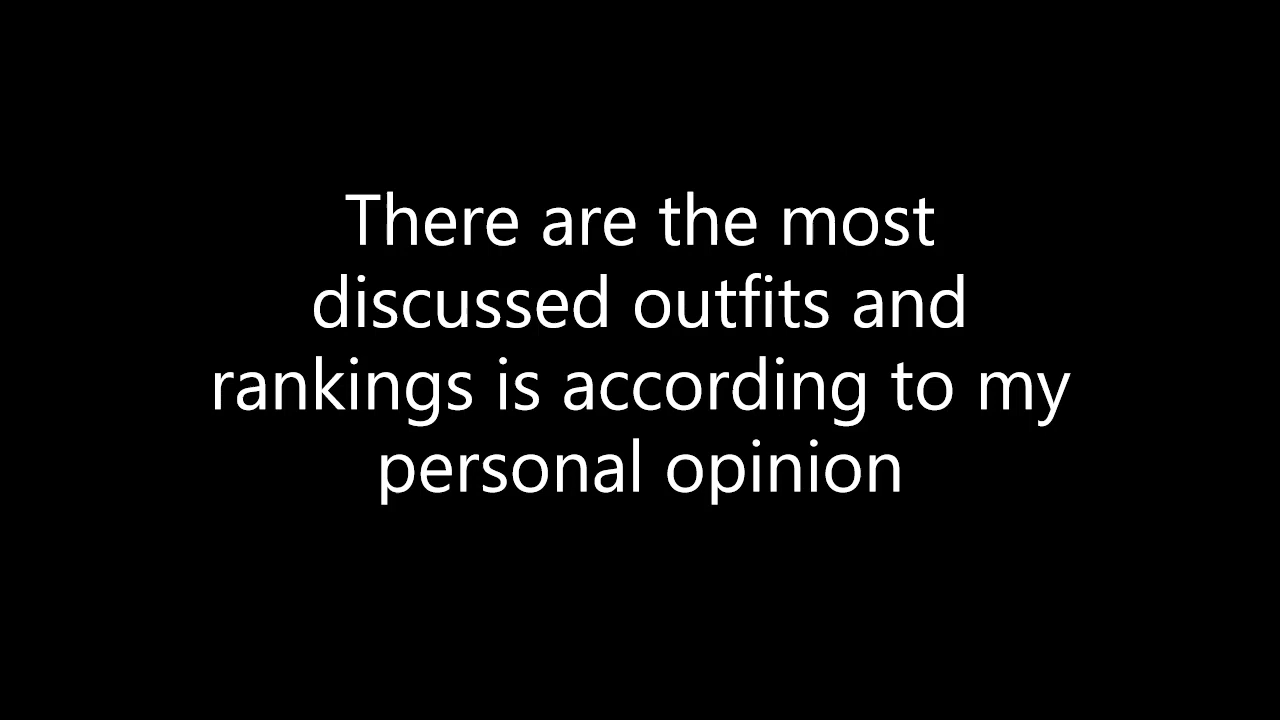 There are the most
discussed outfits and
rankings is according to my
personal opinion